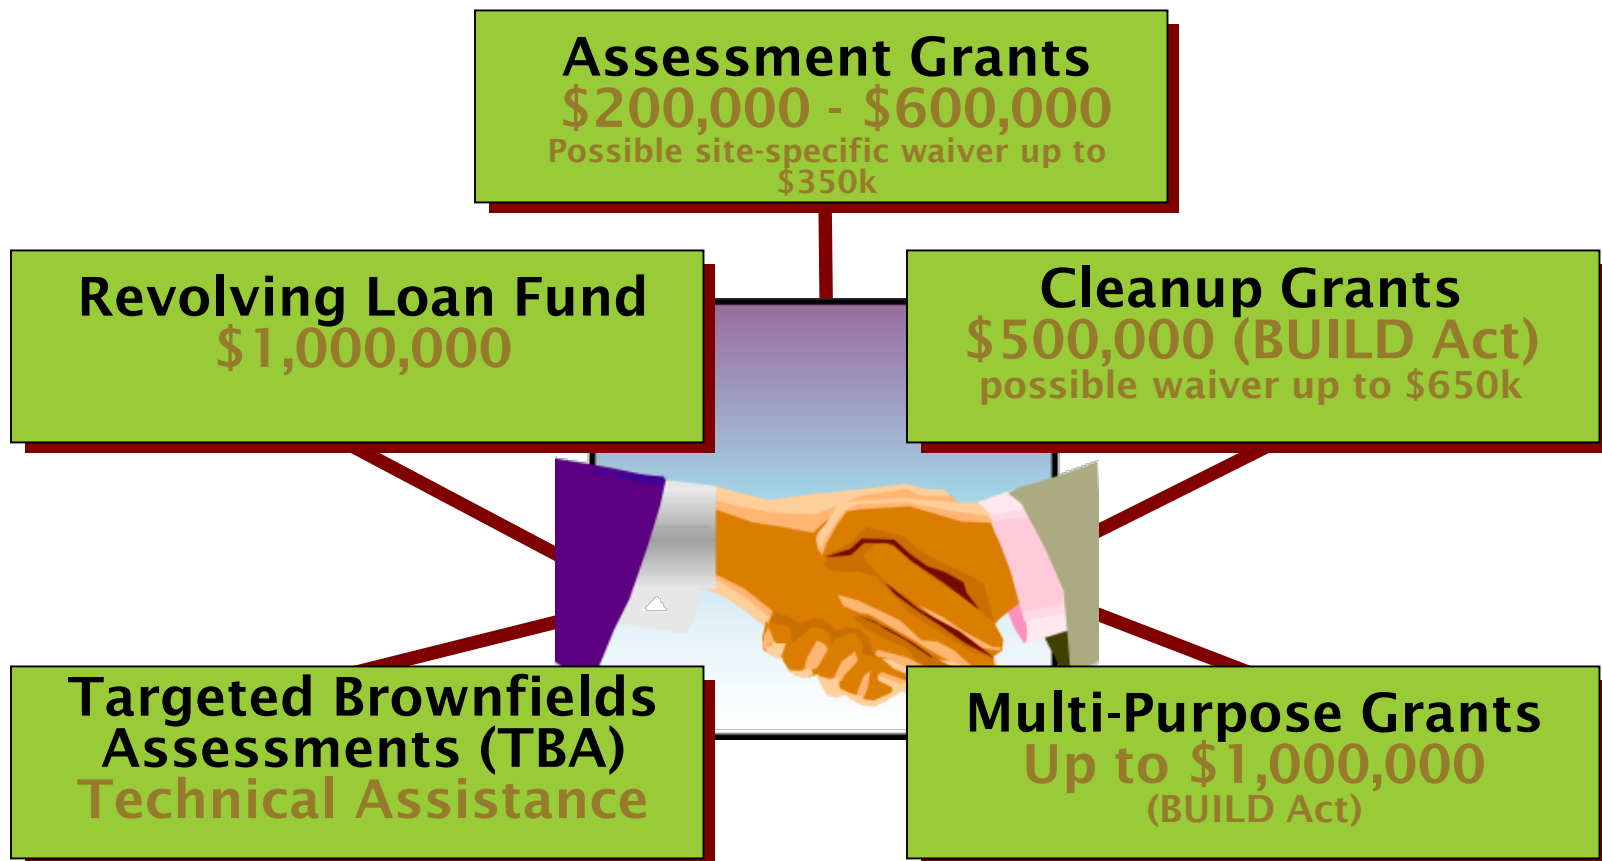 Assessment Grants
$200,000 - $600,000
Possible site-specific waiver up to
$350k
Revolving Loan Fund
$1,000,000
Cleanup Grants
$500,000 (BUILD Act)
possible waiver up to $650k
Targeted Brownfields
Assessments (TBA)
Technical Assistance
Multi-Purpose Grants
Up to $1,000,000
(BUILD Act)